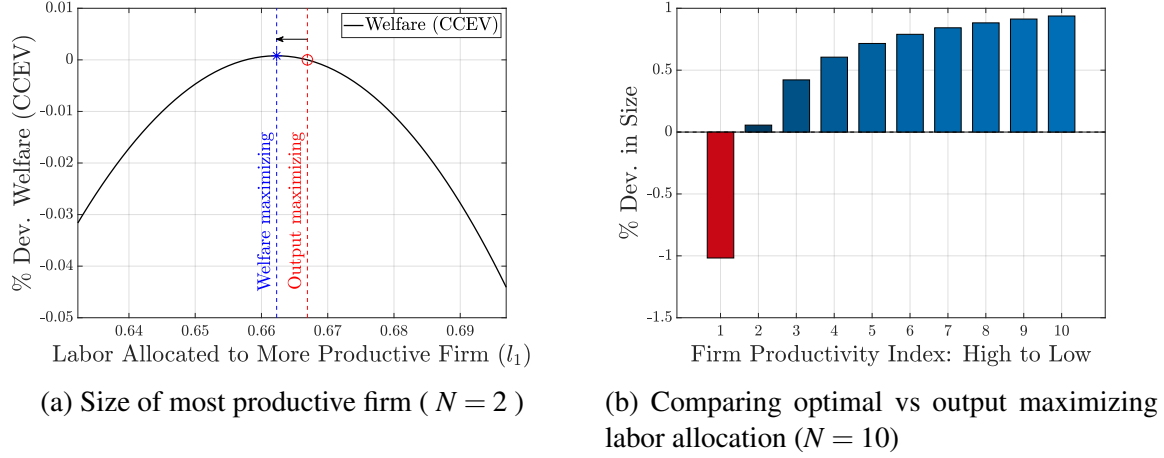 0.01
0
-0.01
-0.02
-0.03
-0.04
-0.05
% Dev. Welfare (CCEV)
Welfare (CCEV)
Welfare maximizing
Output maximizing
0.64 0.65 0.66 0.67 0.68 0.69
Labor Allocated to More Productive Firm (l₁)
(a) Size of most productive firm ( N = 2 )
1
0.5
0
-0.5
-1
-1.5
% Dev. in Size
1 2 3 4 5 6 7 8 9 10
Firm Productivity Index: High to Low
(b) Comparing optimal vs output maximizing
labor allocation (N = 10)